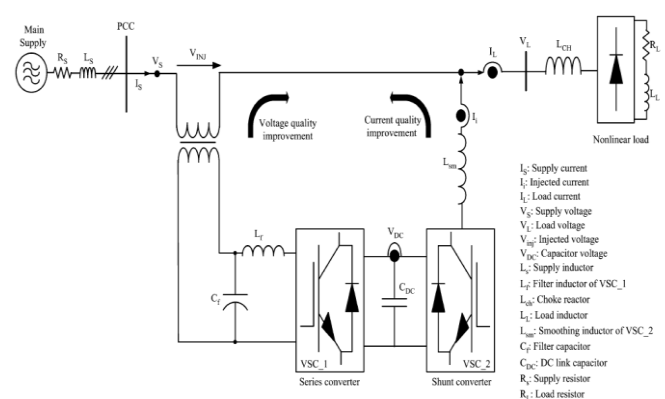 Main
Supply
R_S
L_S
PCC
I_S
V_S
V_INJ
I_L
V_L
L_CH
R_L
L_L
Nonlinear load
Voltage quality
improvement
Current quality
improvement
I_i
L_sm
L_f
C_f
V_DC
C_DC
VSC_1
VSC_2
Series converter
Shunt converter
I_S: Supply current
I_i: Injected current
I_L: Load current
V_S: Supply voltage
V_L: Load voltage
V_inj: Injected voltage
V_DC: Capacitor voltage
L_s: Supply inductor
L_f: Filter inductor of VSC_1
L_ch: Choke reactor
L_L: Load inductor
L_sm: Smoothing inductor of VSC_2
C_f: Filter capacitor
C_DC: DC link capacitor
R_s: Supply resistor
R_L: Load resistor